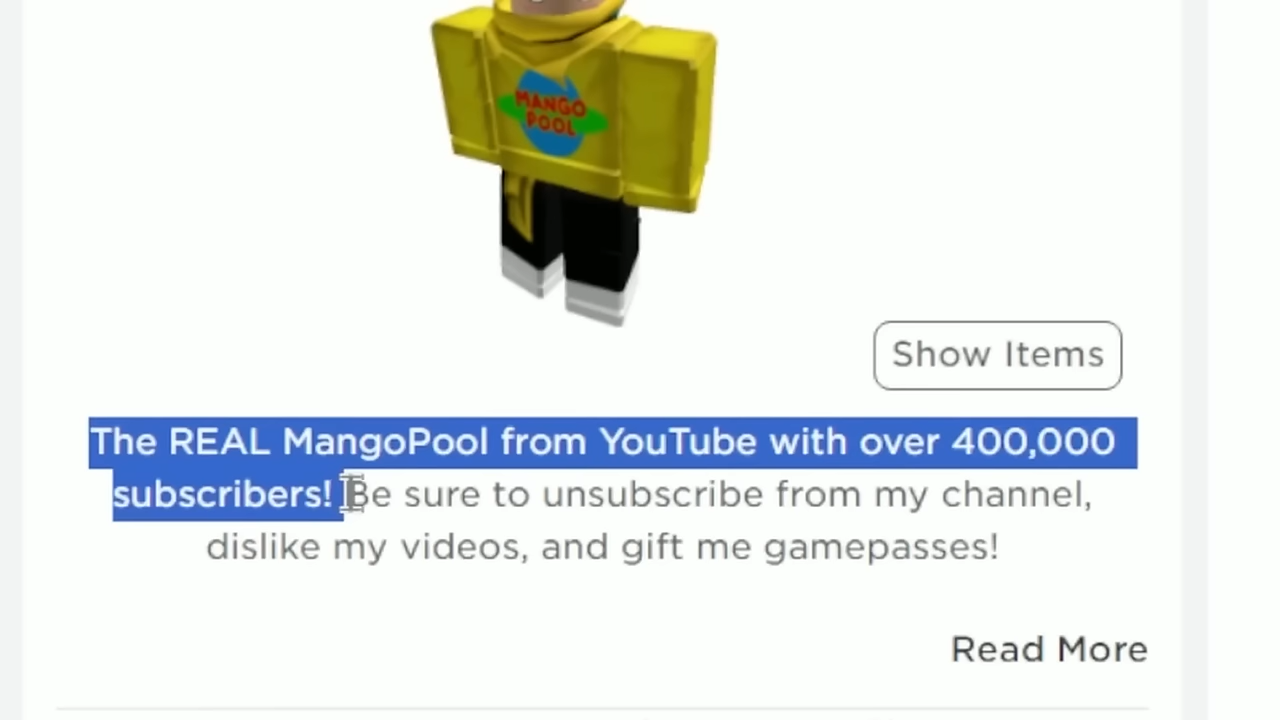 MANGO
POOL
Show Items
The REAL MangoPool from YouTube with over 400,000
subscribers! Be sure to unsubscribe from my channel,
dislike my videos, and gift me gamepasses!
Read More